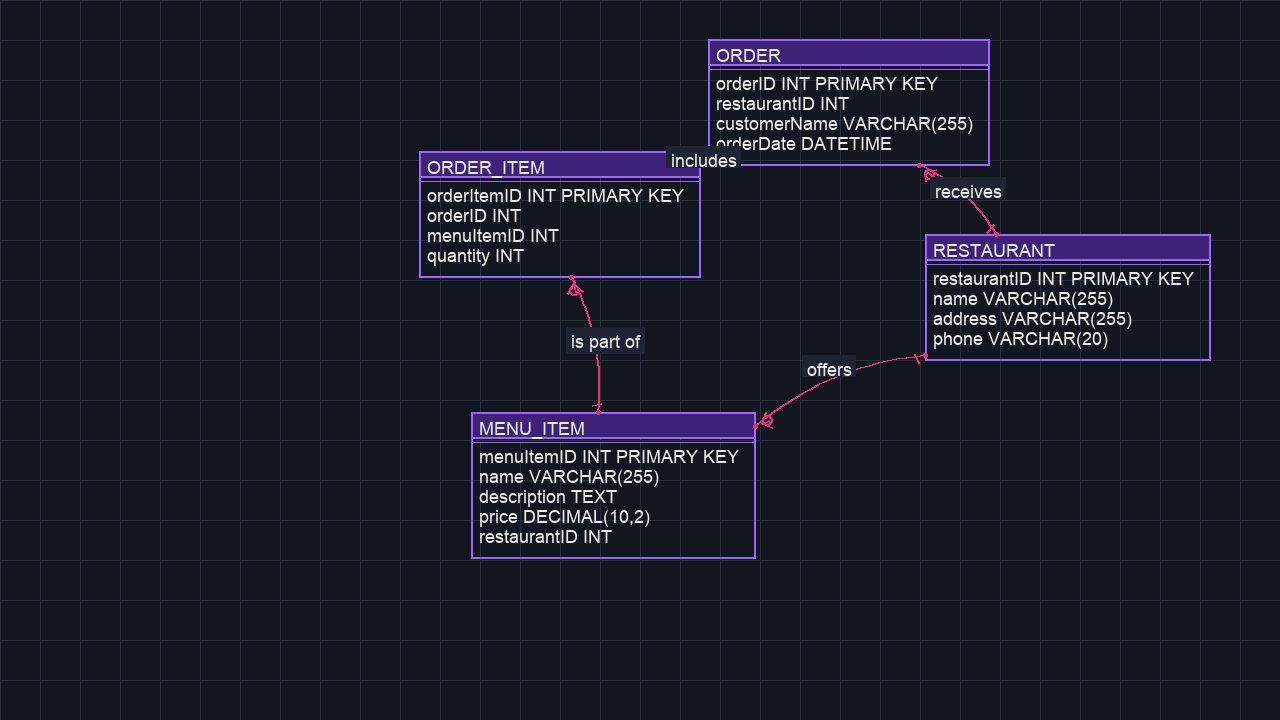 ORDER
orderID INT PRIMARY KEY
restaurantID INT
customerName VARCHAR(255)
orderDate DATETIME
includes
ORDER_ITEM
orderItemID INT PRIMARY KEY
orderID INT
menuItemID INT
quantity INT
receives
RESTAURANT
restaurantID INT PRIMARY KEY
name VARCHAR(255)
address VARCHAR(255)
phone VARCHAR(20)
is part of
offers
MENU_ITEM
menuItemID INT PRIMARY KEY
name VARCHAR(255)
description TEXT
price DECIMAL(10,2)
restaurantID INT